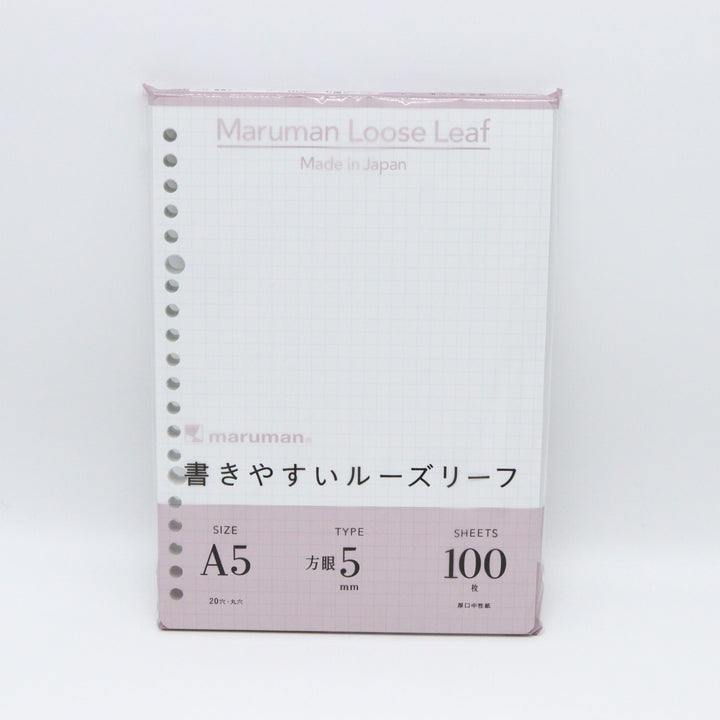 Maruman Loose Leaf
Made in Japan
maruman®
書きやすいルーズリーフ
SIZE
A5
20穴・丸穴
TYPE
方眼5
mm
SHEETS
100
枚
厚口中性紙